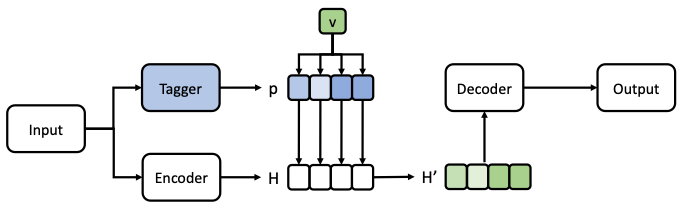 v
Tagger
p
Decoder
Output
Input
Encoder
H
H'